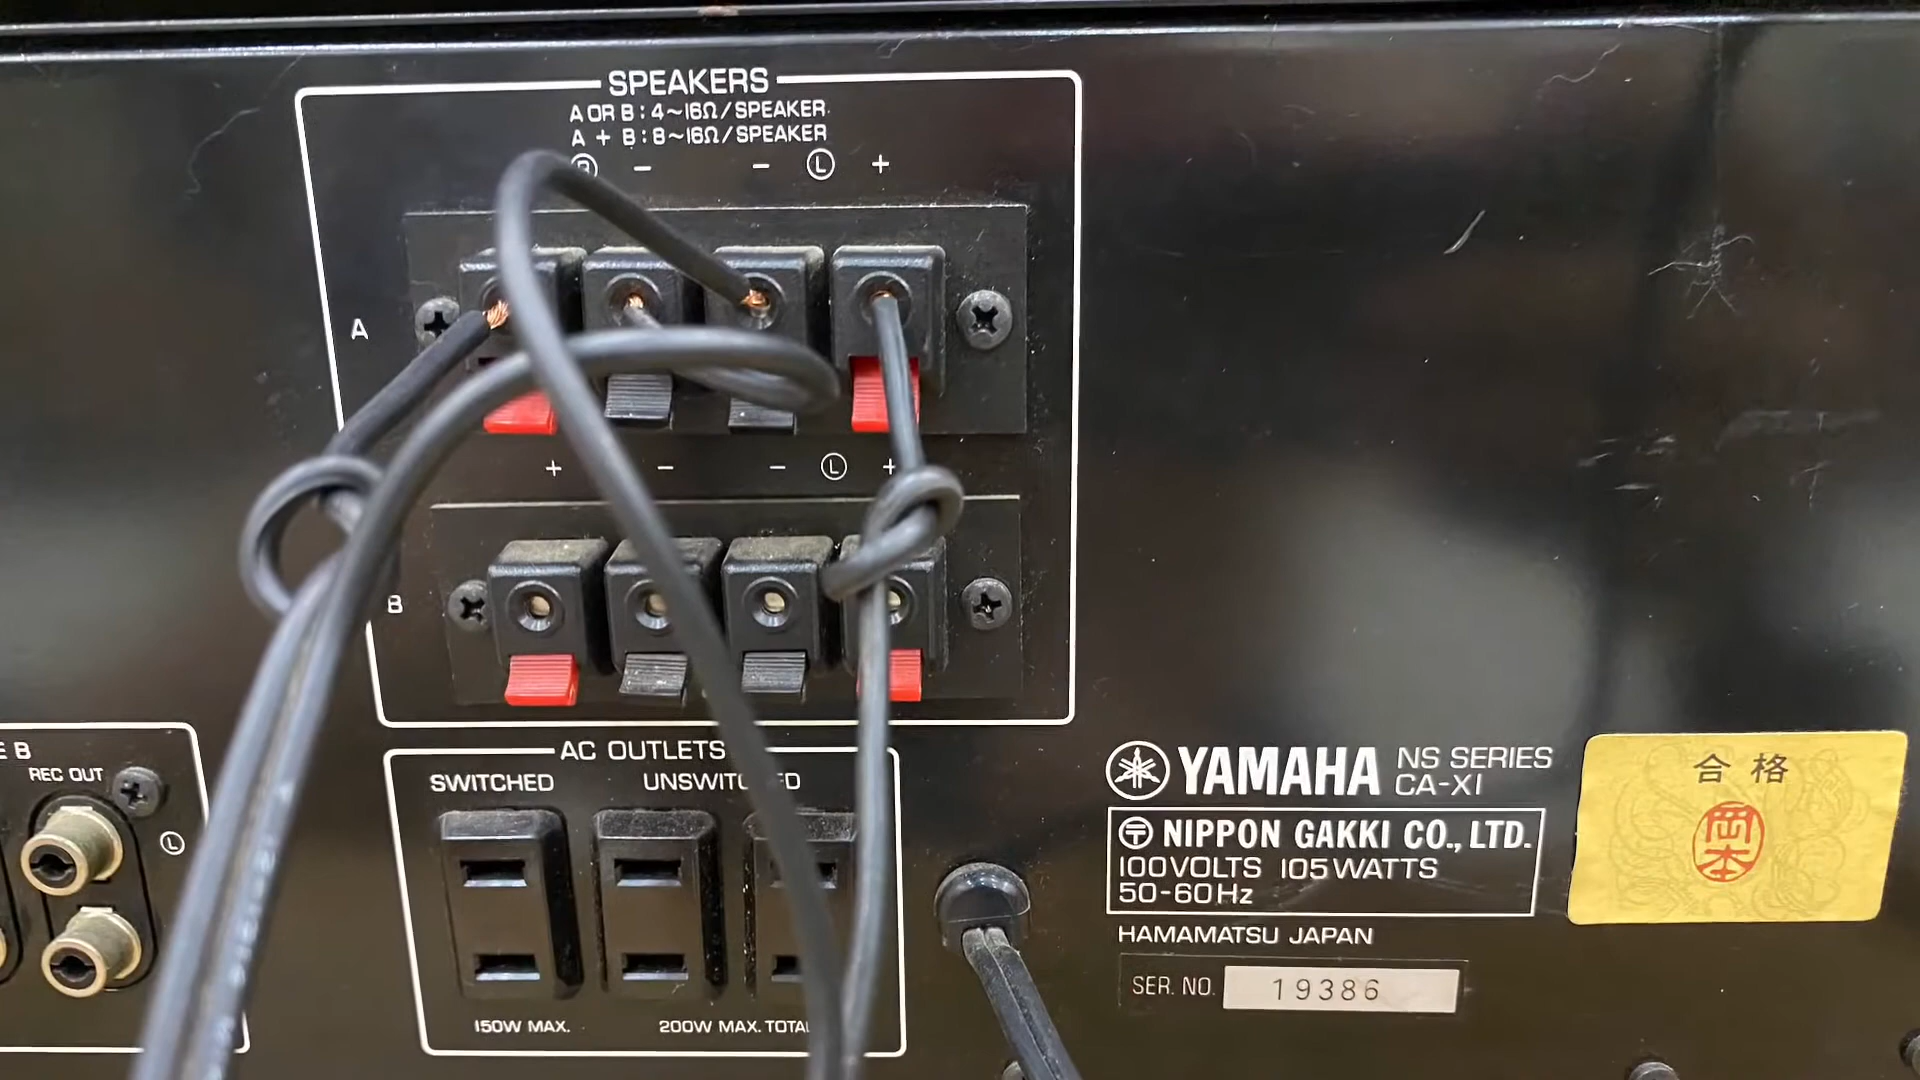 SPEAKERS
A OR B : 4~16Ω/SPEAKER
A + B : 8~16Ω/SPEAKER
Ⓡ − − Ⓛ +
A
+ − − Ⓛ +
B
E B
REC OUT
Ⓛ
AC OUTLETS
SWITCHED UNSWITCHED
150W MAX. 200W MAX. TOTAL
YAMAHA NS SERIES
CA-X1
〶 NIPPON GAKKI CO., LTD.
100VOLTS 105WATTS
50-60Hz
HAMAMATSU JAPAN
SER. NO. 19386
合格
岡本